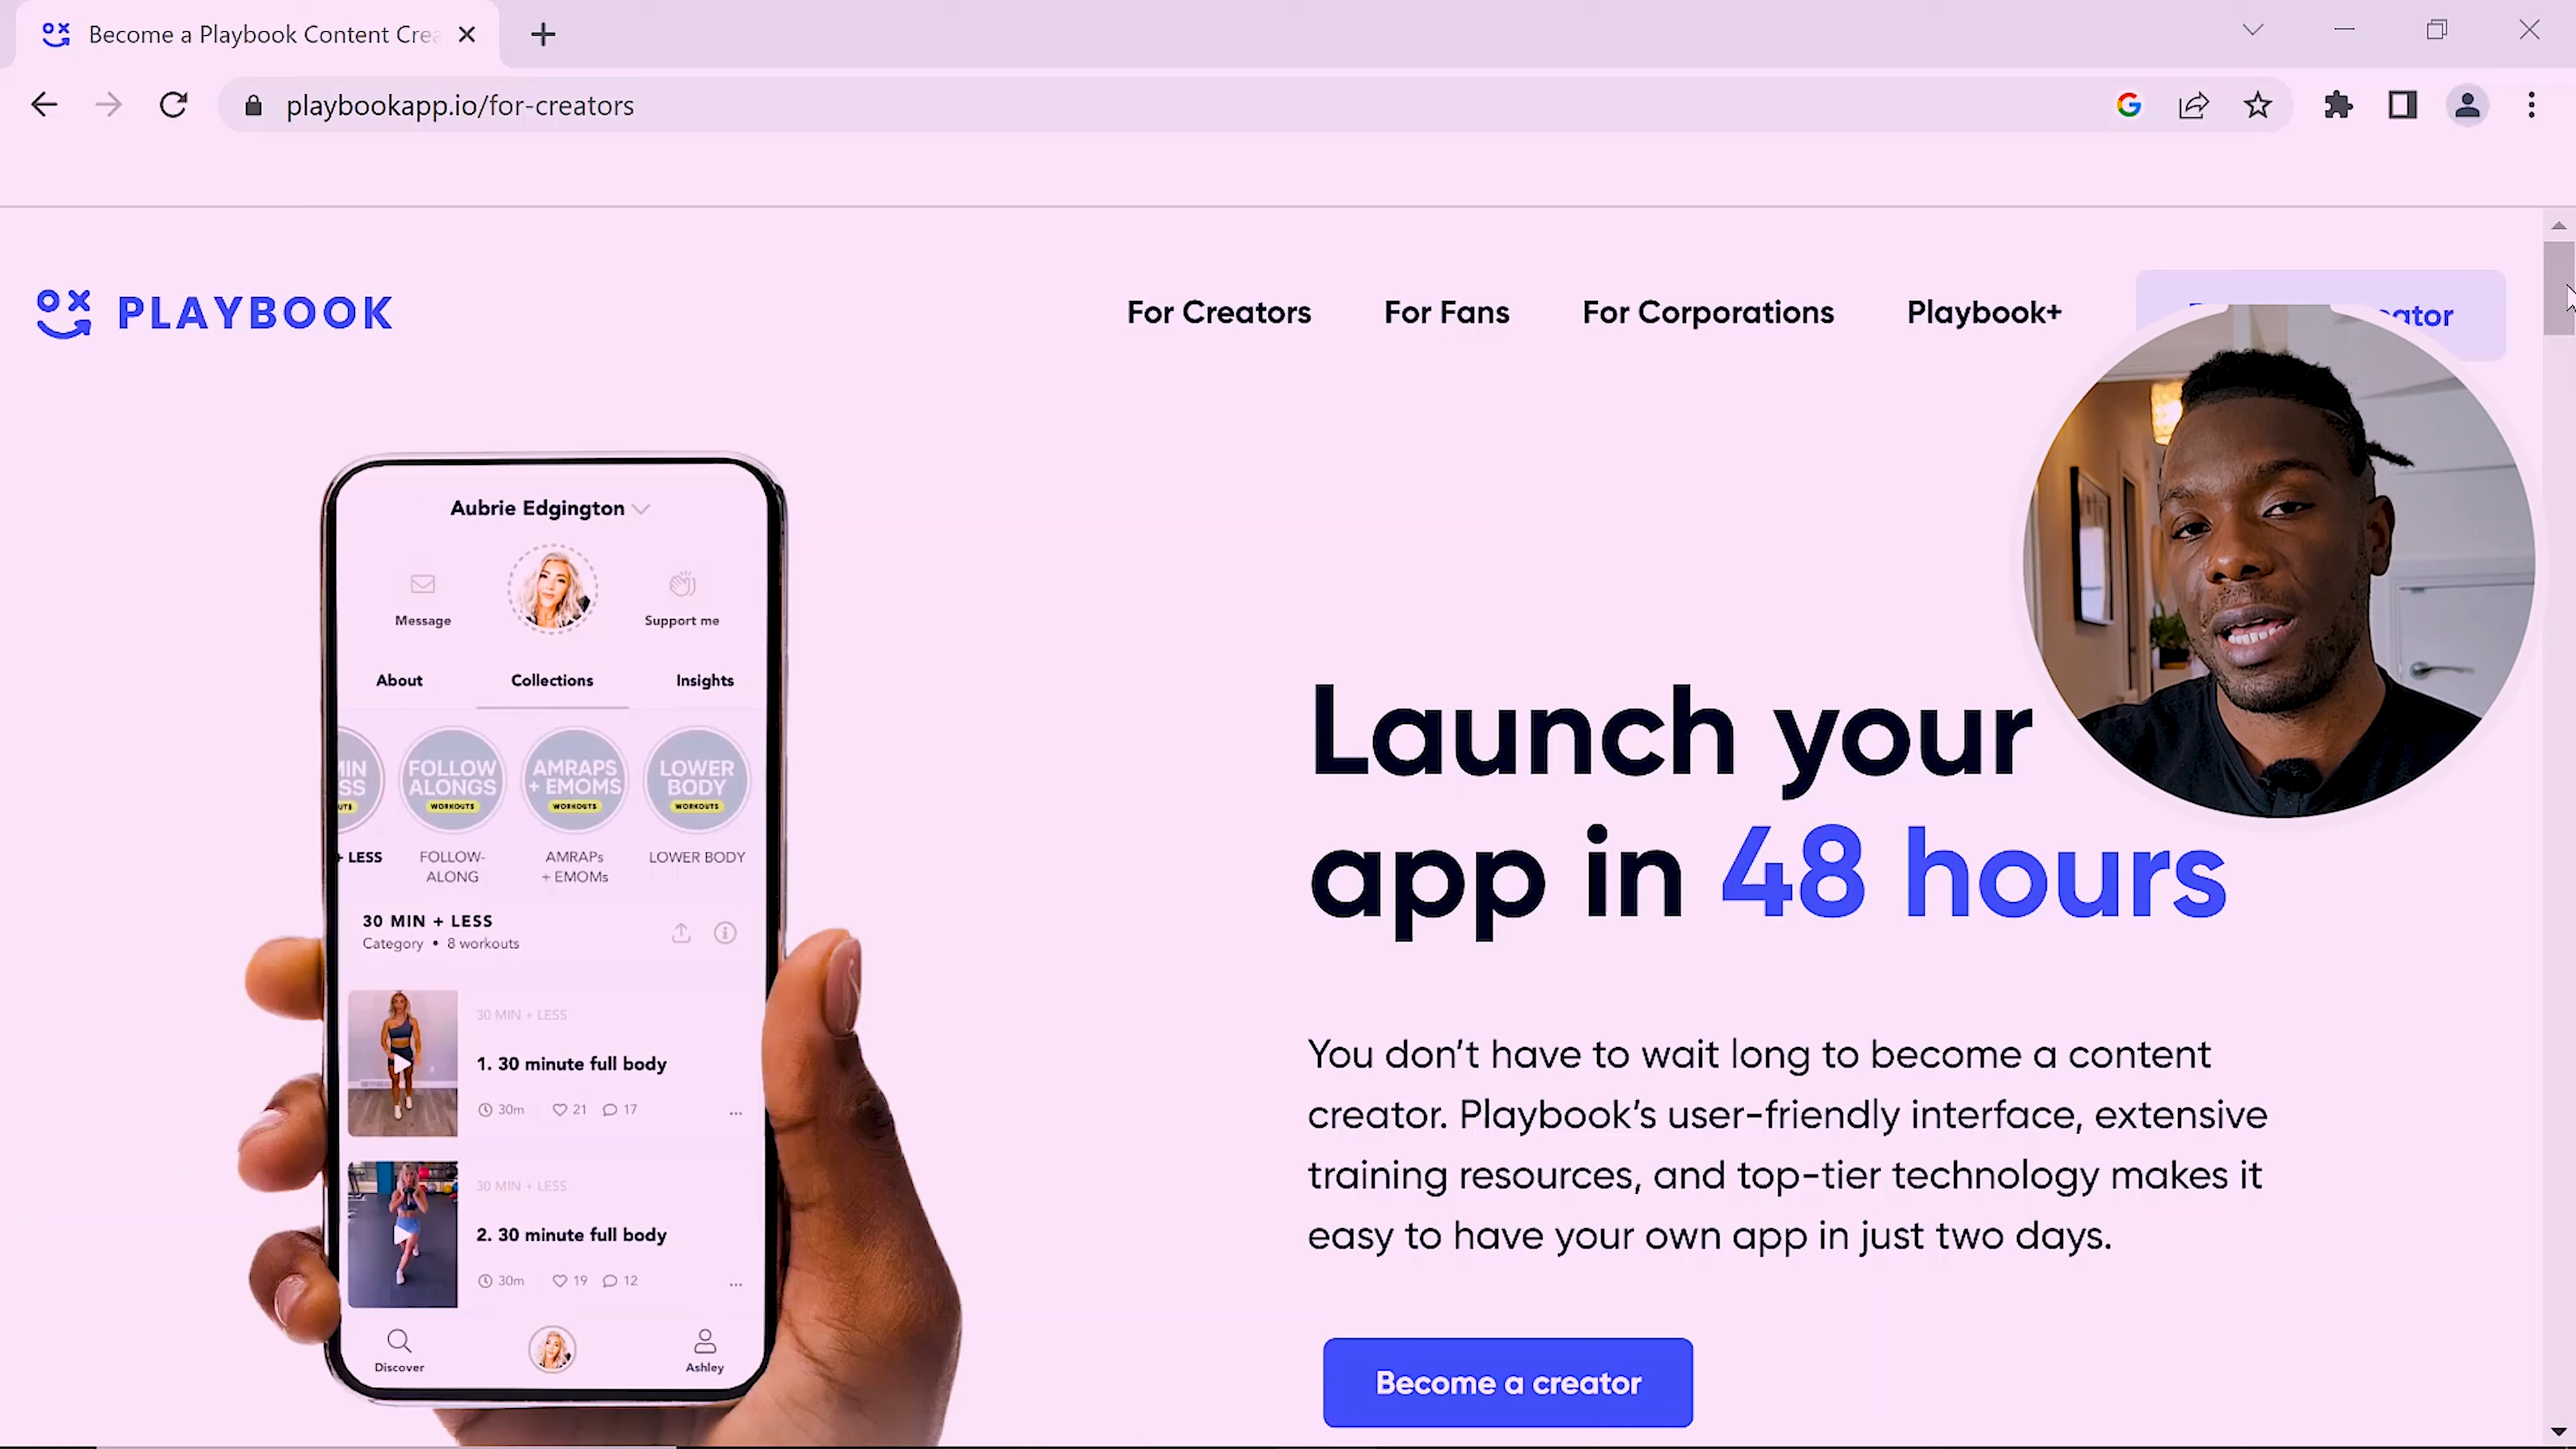 Become a Playbook Content Crea
playbookapp.io/for-creators
PLAYBOOK
For Creators
For Fans
For Corporations
Playbook+
Aubrie Edgington
Message
Support me
About
Collections
Insights
FOLLOW
ALONGS
WORKOUTS
AMRAPS
+ EMOMS
WORKOUTS
LOWER
BODY
WORKOUTS
+ LESS
FOLLOW-
ALONG
AMRAPs
+ EMOMs
LOWER BODY
30 MIN + LESS
Category • 8 workouts
30 MIN + LESS
1. 30 minute full body
30m 21 17 ...
30 MIN + LESS
2. 30 minute full body
30m 19 12 ...
Discover
Ashley
Launch your
app in 48 hours
You don’t have to wait long to become a content
creator. Playbook’s user-friendly interface, extensive
training resources, and top-tier technology makes it
easy to have your own app in just two days.
Become a creator